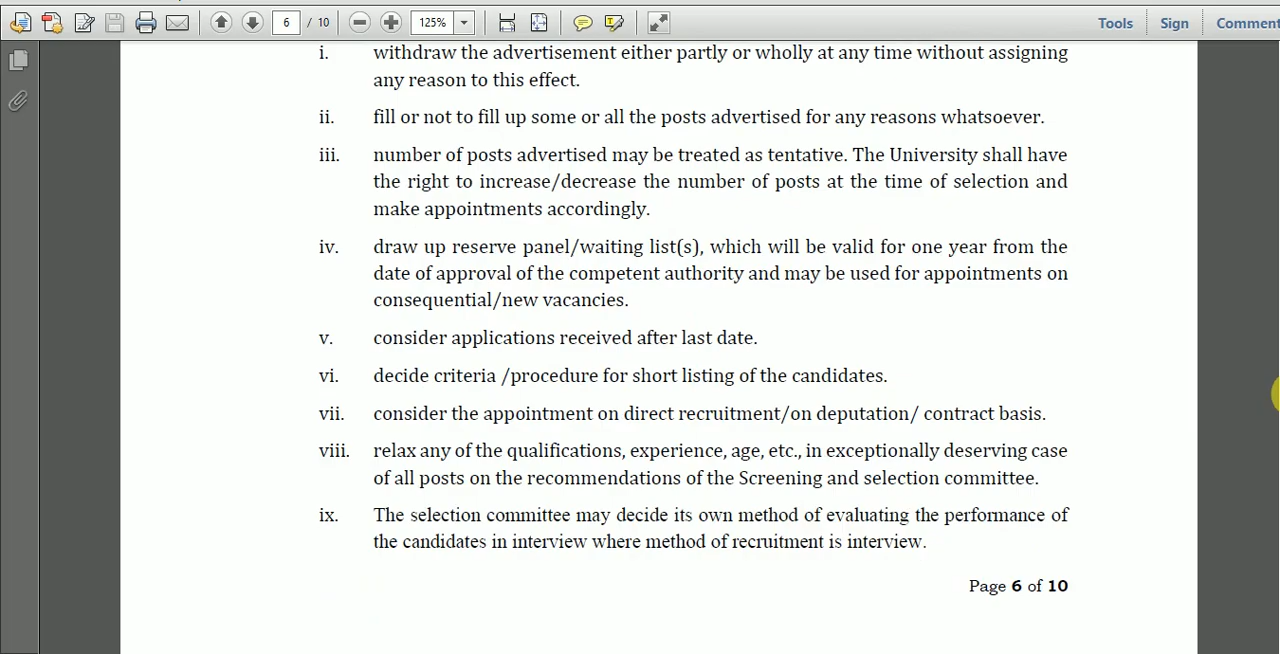 6 / 10
125%
Tools
Sign
Comment
i. withdraw the advertisement either partly or wholly at any time without assigning
any reason to this effect.
ii. fill or not to fill up some or all the posts advertised for any reasons whatsoever.
iii. number of posts advertised may be treated as tentative. The University shall have
the right to increase/decrease the number of posts at the time of selection and
make appointments accordingly.
iv. draw up reserve panel/waiting list(s), which will be valid for one year from the
date of approval of the competent authority and may be used for appointments on
consequential/new vacancies.
v. consider applications received after last date.
vi. decide criteria /procedure for short listing of the candidates.
vii. consider the appointment on direct recruitment/on deputation/ contract basis.
viii. relax any of the qualifications, experience, age, etc., in exceptionally deserving case
of all posts on the recommendations of the Screening and selection committee.
ix. The selection committee may decide its own method of evaluating the performance of
the candidates in interview where method of recruitment is interview.
Page 6 of 10